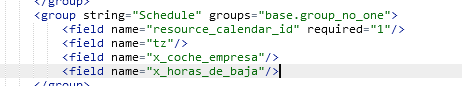 </group>
<group string="Schedule" groups="base.group_no_one">
<field name="resource_calendar_id" required="1"/>
<field name="tz"/>
<field name="x_coche_empresa"/>
<field name="x_horas_de_baja"/>
</group>